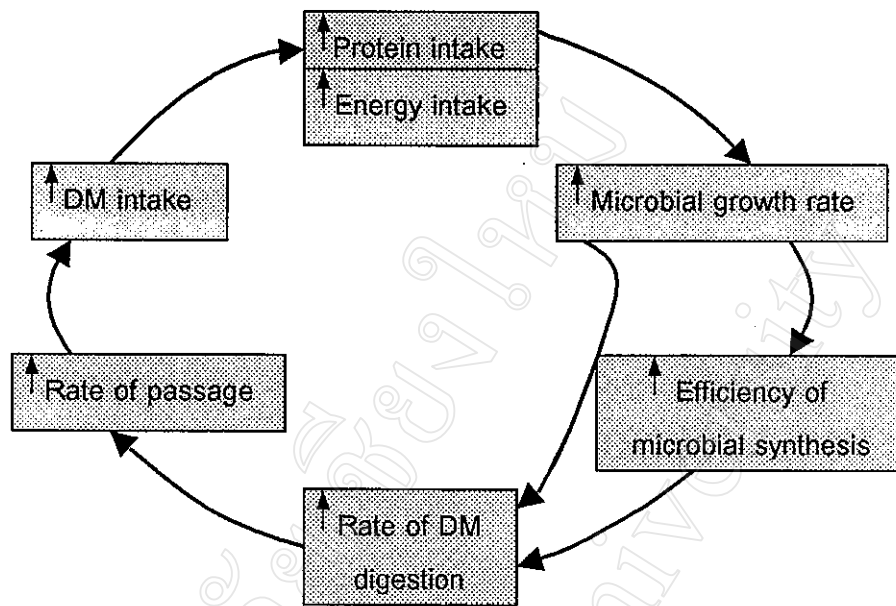 ↑ Protein intake
↑ Energy intake
↑ DM intake
↑ Microbial growth rate
↑ Rate of passage
↑ Efficiency of
microbial synthesis
↑ Rate of DM
digestion